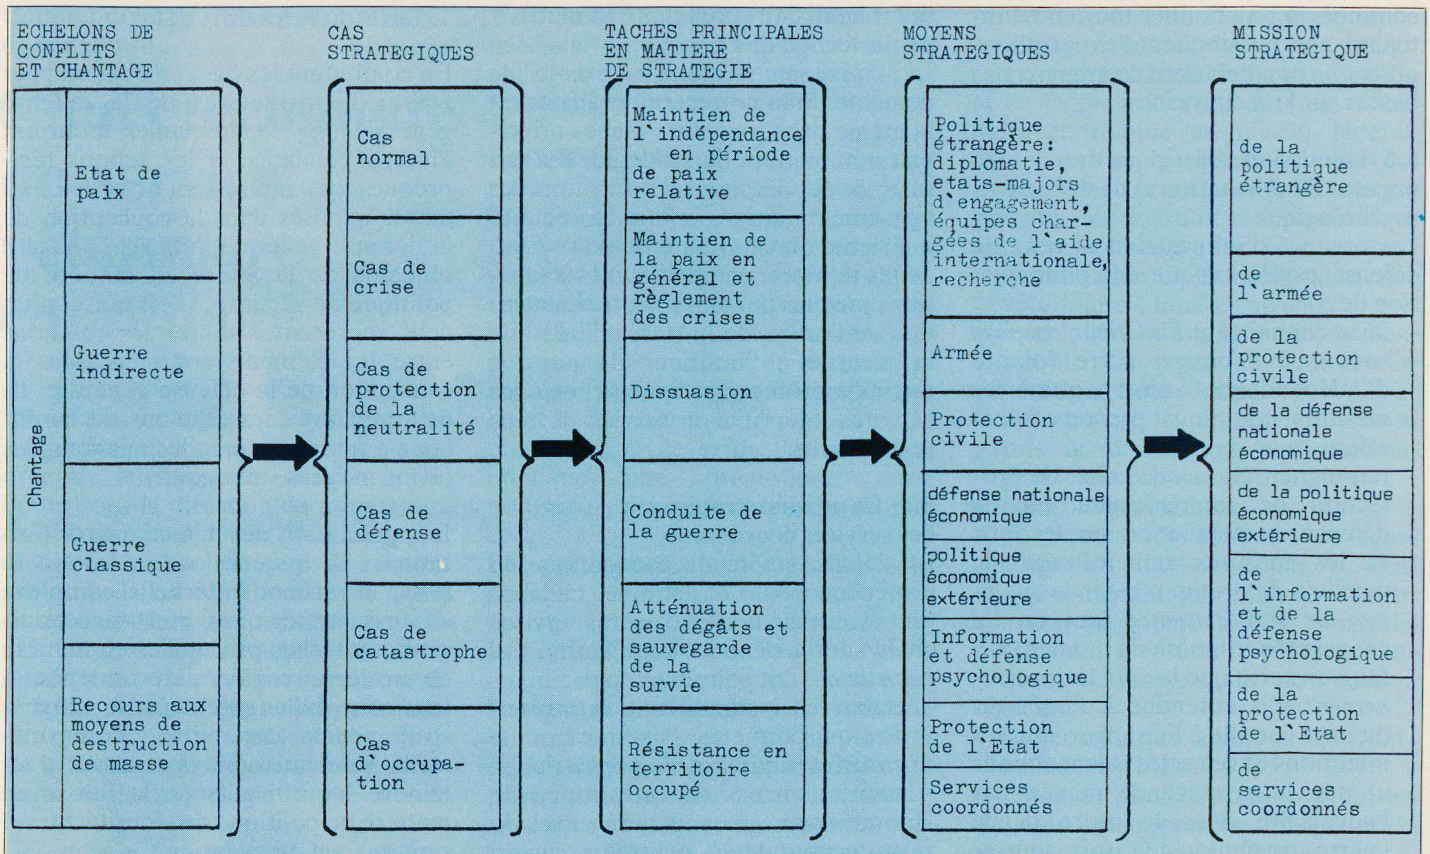 ECHELONS DE
CONFLITS
ET CHANTAGE
Chantage
Etat de
paix
Guerre
indirecte
Guerre
classique
Recours aux
moyens de
destruction
de masse
CAS
STRATEGIQUES
Cas
normal
Cas de
crise
Cas de
protection
de la
neutralité
Cas de
défense
Cas de
catastrophe
Cas
d'occupa-
tion
TACHES PRINCIPALES
EN MATIERE
DE STRATEGIE
Maintien de
l`indépendance
en période
de paix
relative
Maintien de
la paix en
général et
règlement
des crises
Dissuasion
Conduite de
la guerre
Atténuation
des dégâts et
sauvegarde
de la
survie
Résistance en
territoire
occupé
MOYENS
STRATEGIQUES
Politique
étrangère:
diplomatie,
etats-majors
d`engagement,
équipes char-
gées de l`aide
internationale,
recherche
Armée
Protection
civile
défense nationale
économique
politique
économique
extérieure
Information
et défense
psychologique
Protection
de l`Etat
Services
coordonnés
MISSION
STRATEGIQUE
de la
politique
étrangère
de
l`armée
de la
protection
civile
de la défense
nationale
économique
de la politique
économique
extérieure
de
l`information
et de la
défense
psychologique
de la
protection
de l`Etat
de
services
coordonnés